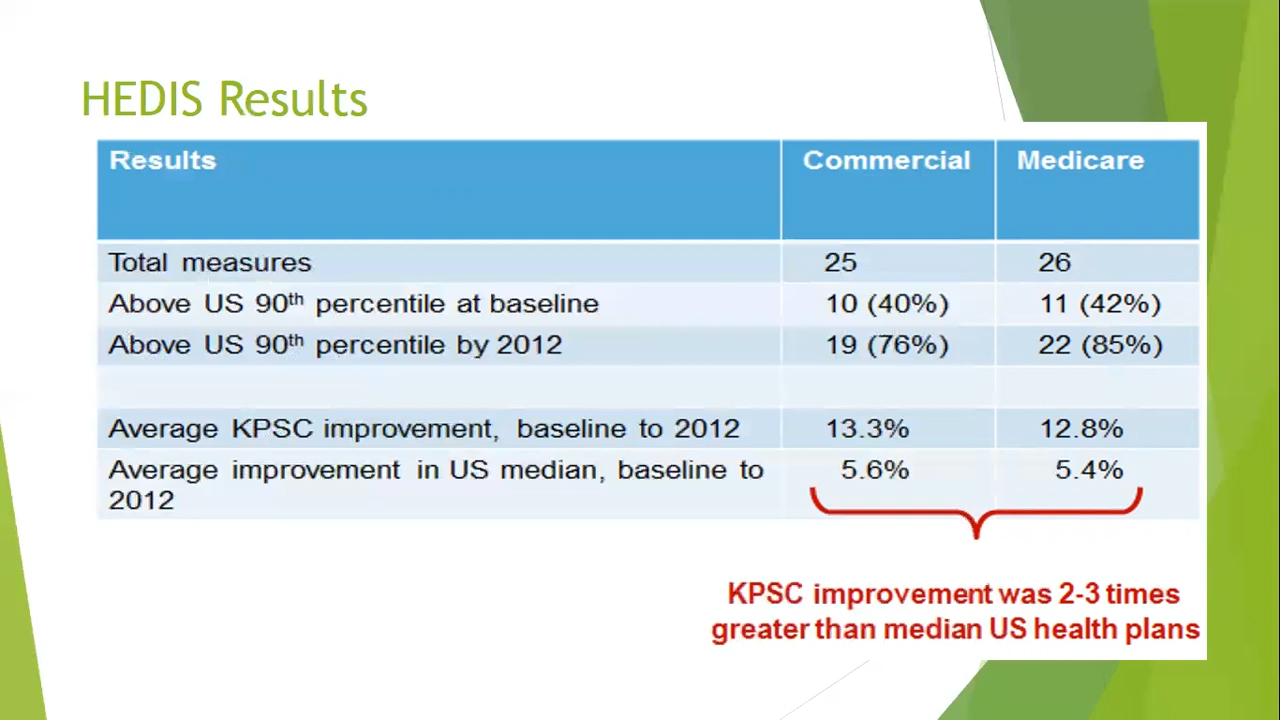 HEDIS Results
Results Commercial Medicare
Total measures 25 26
Above US 90th percentile at baseline 10 (40%) 11 (42%)
Above US 90th percentile by 2012 19 (76%) 22 (85%)
Average KPSC improvement, baseline to 2012 13.3% 12.8%
Average improvement in US median, baseline to 5.6% 5.4%
2012
KPSC improvement was 2-3 times
greater than median US health plans